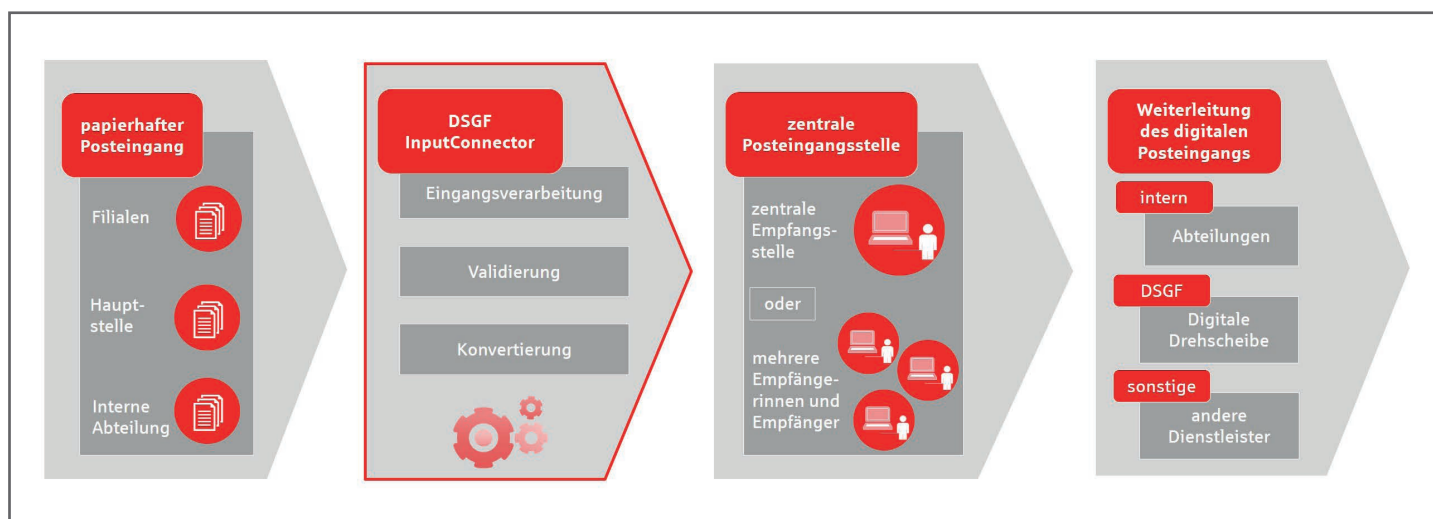 papierhafter
Posteingang
Filialen
Haupt-
stelle
Interne
Abteilung
DSGF
InputConnector
Eingangsverarbeitung
Validierung
Konvertierung
zentrale
Posteingangsstelle
zentrale
Empfangs-
stelle
oder
mehrere
Empfänge-
rinnen und
Empfänger
Weiterleitung
des digitalen
Posteingangs
intern
Abteilungen
DSGF
Digitale
Drehscheibe
sonstige
andere
Dienstleister